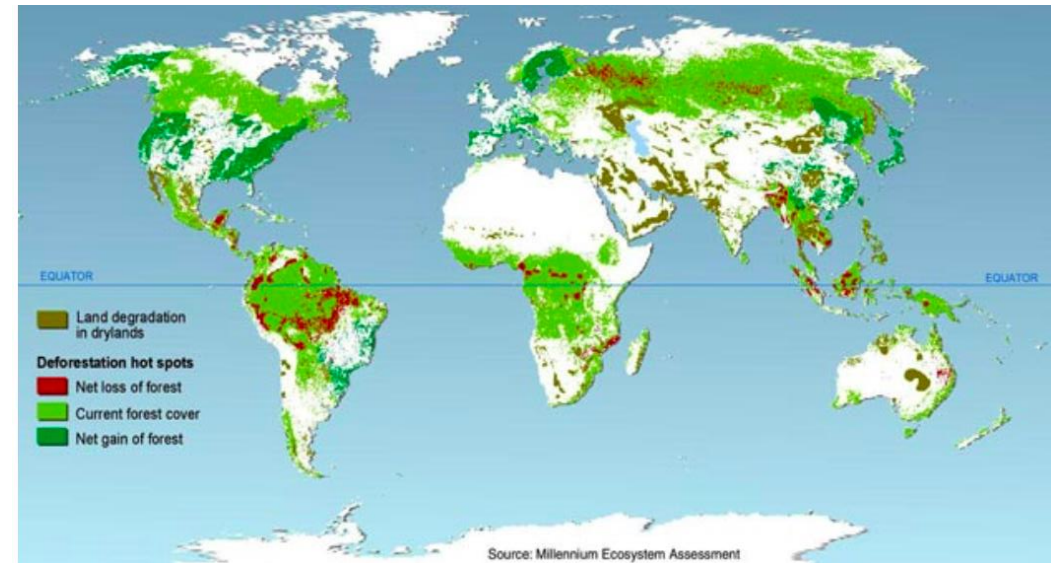 EQUATOR
EQUATOR
Land degradation
in drylands
Deforestation hot spots
Net loss of forest
Current forest cover
Net gain of forest
Source: Millennium Ecosystem Assessment